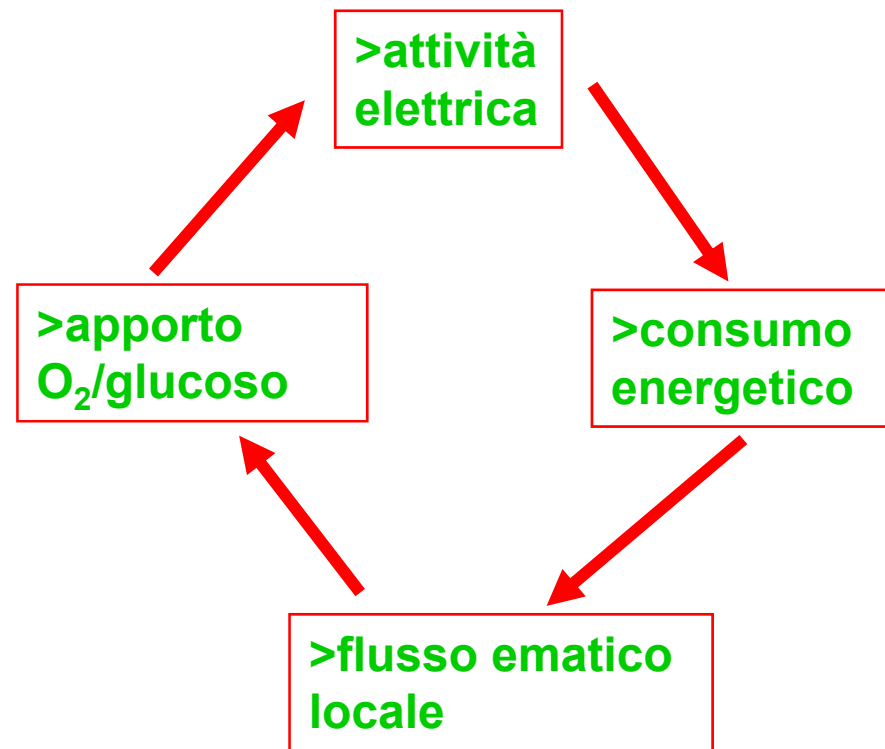 >attività
elettrica
>apporto
O₂/glucoso
>consumo
energetico
>flusso ematico
locale